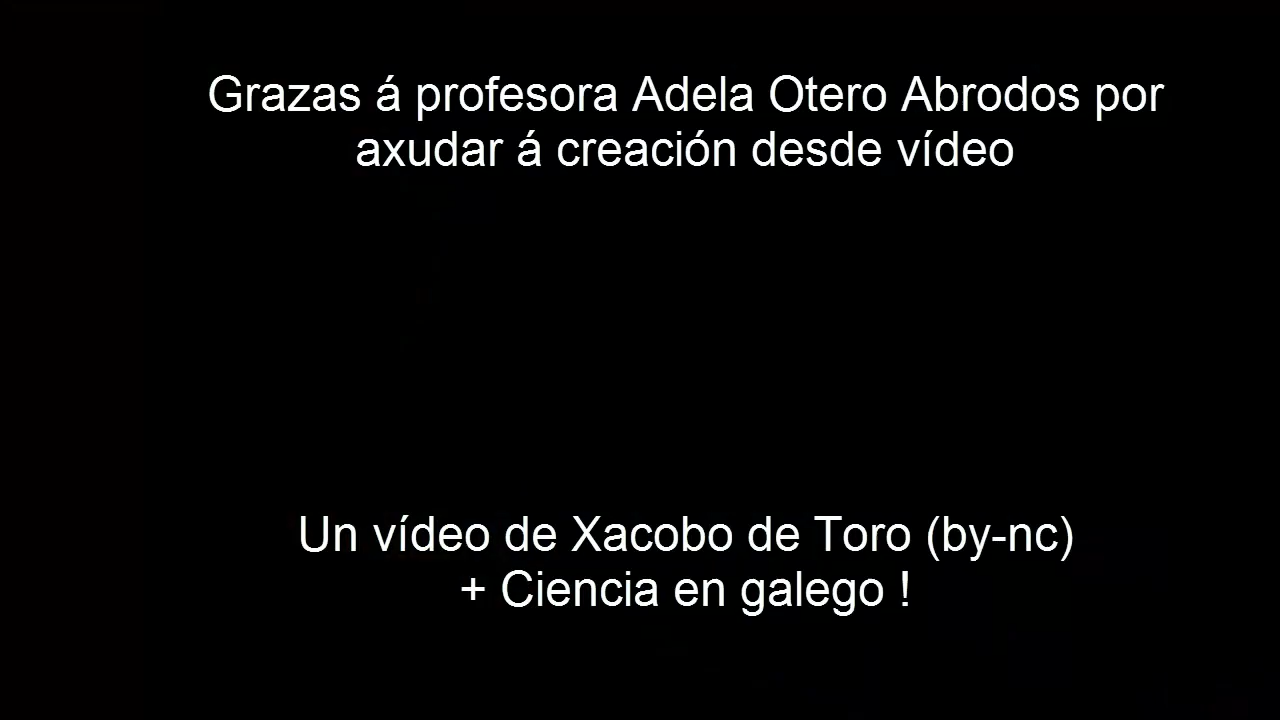 Grazas á profesora Adela Otero Abrodos por
axudar á creación desde vídeo
Un vídeo de Xacobo de Toro (by-nc)
+ Ciencia en galego !